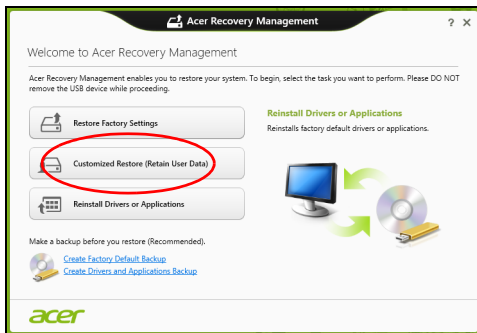 Acer Recovery Management
? ×
Welcome to Acer Recovery Management
Acer Recovery Management enables you to restore your system. To begin, select the task you want to perform. Please DO NOT
remove the USB device while proceeding.
Restore Factory Settings
Customized Restore (Retain User Data)
Reinstall Drivers or Applications
Reinstall Drivers or Applications
Reinstalls factory default drivers or applications.
Make a backup before you restore (Recommended).
Create Factory Default Backup
Create Drivers and Applications Backup
acer